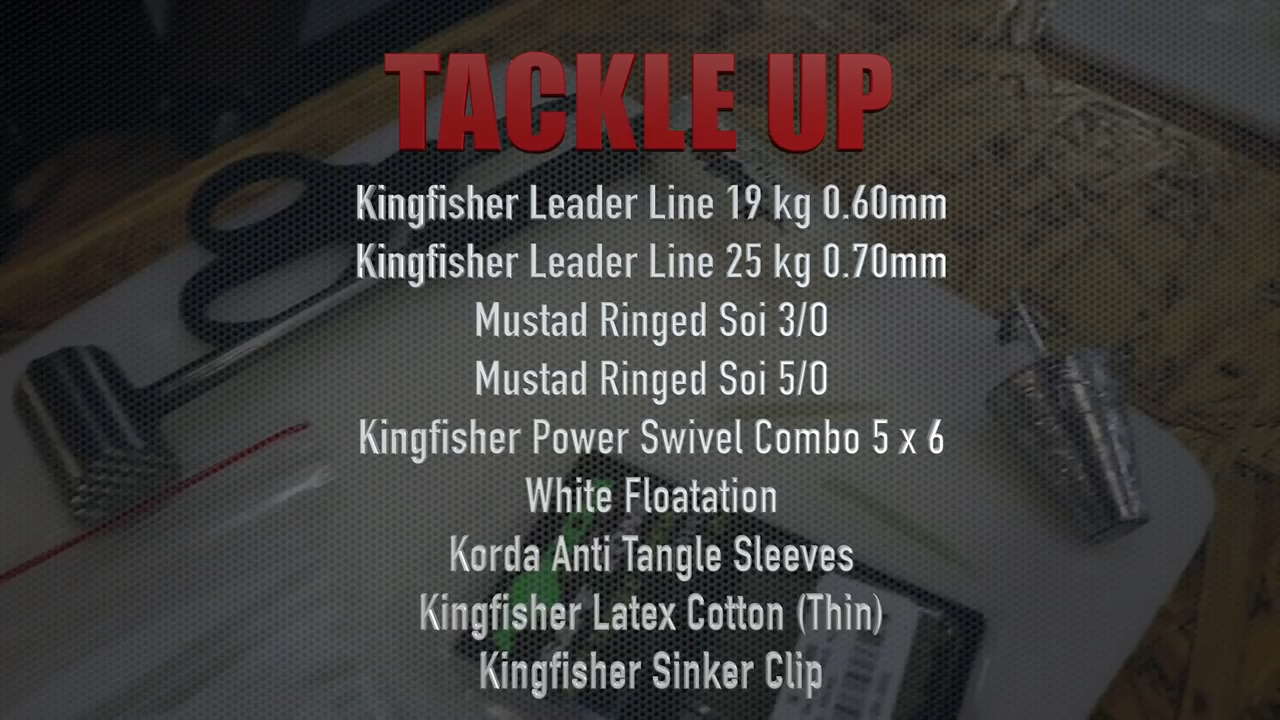 TACKLE UP
Kingfisher Leader Line 19 kg 0.60mm
Kingfisher Leader Line 25 kg 0.70mm
Mustad Ringed Soi 3/0
Mustad Ringed Soi 5/0
Kingfisher Power Swivel Combo 5 x 6
White Floatation
Korda Anti Tangle Sleeves
Kingfisher Latex Cotton (Thin)
Kingfisher Sinker Clip